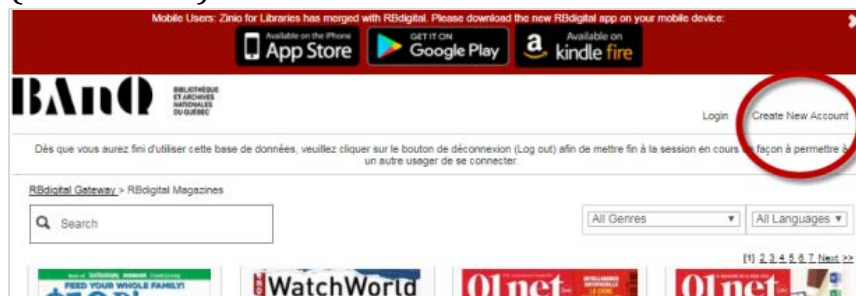 Mobile Users: Zinio for Libraries has merged with RBdigital. Please download the new RBdigital app on your mobile device:
Available on the iPhone
App Store
GET IT ON
Google Play
Available on
kindle fire
BAnQ
BIBLIOTHÈQUE
ET ARCHIVES
NATIONALES
DU QUÉBEC
Login Create New Account
Dès que vous aurez fini d'utiliser cette base de données, veuillez cliquer sur le bouton de déconnexion (Log out) afin de mettre fin à la session en cours de façon à permettre à
un autre usager de se connecter.
RBdigital Gateway > RBdigital Magazines
Search
All Genres
All Languages
[1] 2 3 4 5 6 7 Next >>
FEED YOUR WHOLE FAMILY!
WatchWorld
01net
INTELLIGENCE
ARTIFICIELLE
01net